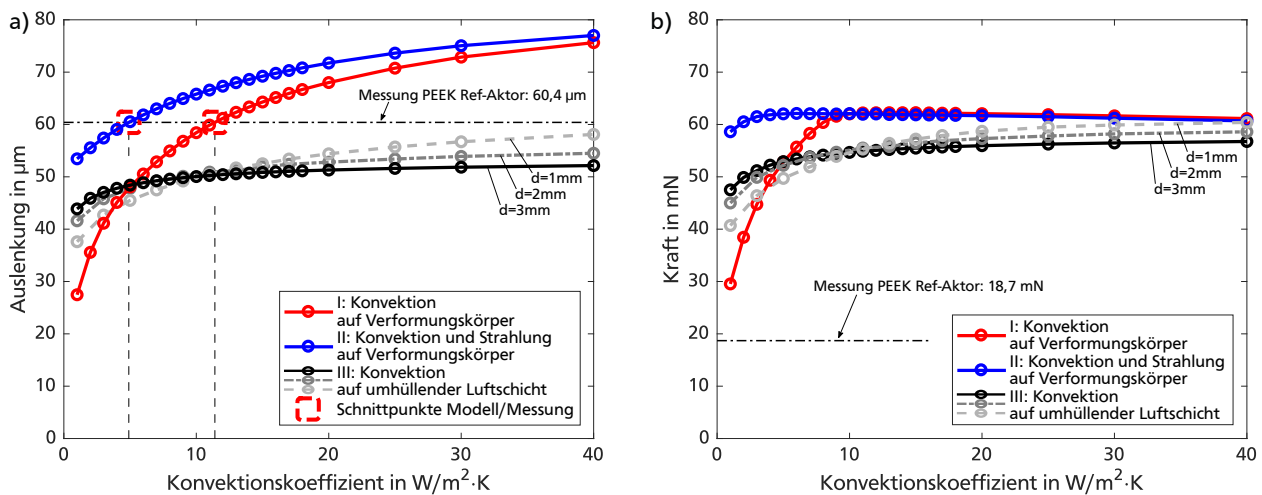 a)
80
70
60
50
40
30
20
10
0
Auslenkung in µm
Messung PEEK Ref-Aktor: 60,4 µm
d=1mm
d=2mm
d=3mm
I: Konvektion
auf Verformungskörper
II: Konvektion und Strahlung
auf Verformungskörper
III: Konvektion
auf umhüllender Luftschicht
Schnittpunkte Modell/Messung
0 10 20 30 40
Konvektionskoeffizient in W/m²·K
b)
80
70
60
50
40
30
20
10
0
Kraft in mN
d=1mm
d=2mm
d=3mm
Messung PEEK Ref-Aktor: 18,7 mN
I: Konvektion
auf Verformungskörper
II: Konvektion und Strahlung
auf Verformungskörper
III: Konvektion
auf umhüllender Luftschicht
0 10 20 30 40
Konvektionskoeffizient in W/m²·K